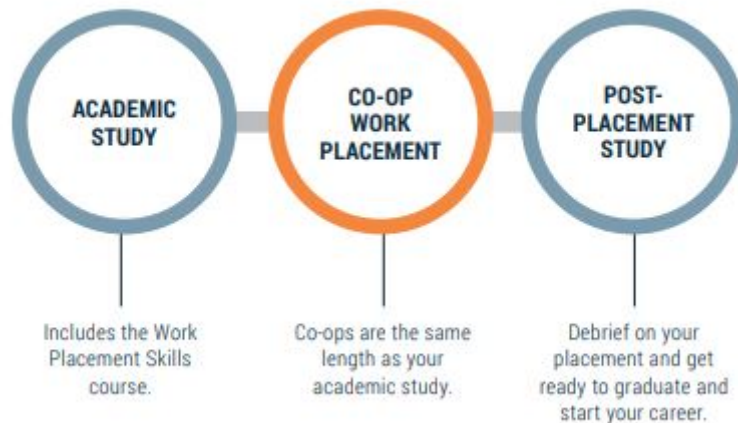 ACADEMIC
STUDY
CO-OP
WORK
PLACEMENT
POST-
PLACEMENT
STUDY
Includes the Work
Placement Skills
course.
Co-ops are the same
length as your
academic study.
Debrief on your
placement and get
ready to graduate and
start your career.